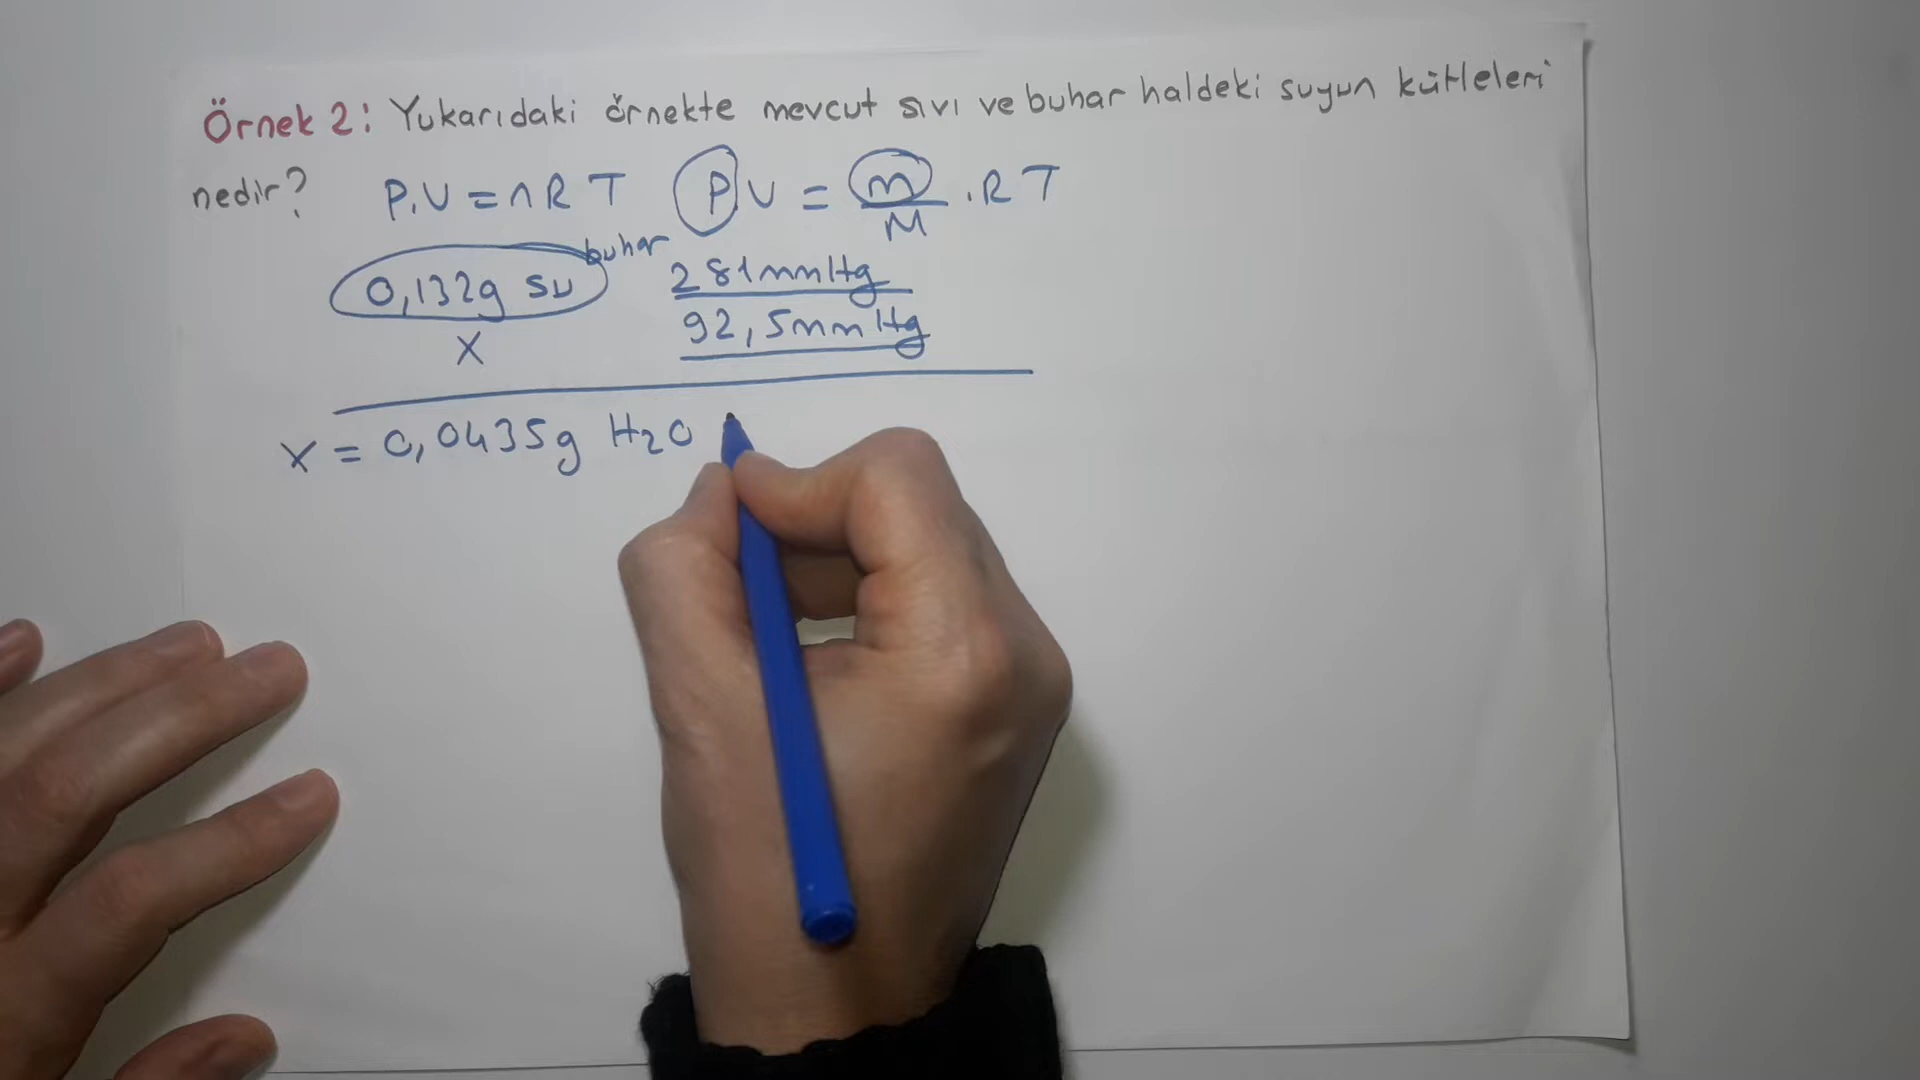 Örnek 2: Yukarıdaki örnekte mevcut sıvı ve buhar haldeki suyun kütleleri
nedir? P.V = n R T P.V = m/M . R T
buhar
0,132g su 281mmHg
X 92,5mmHg
X = 0,0435g H2O